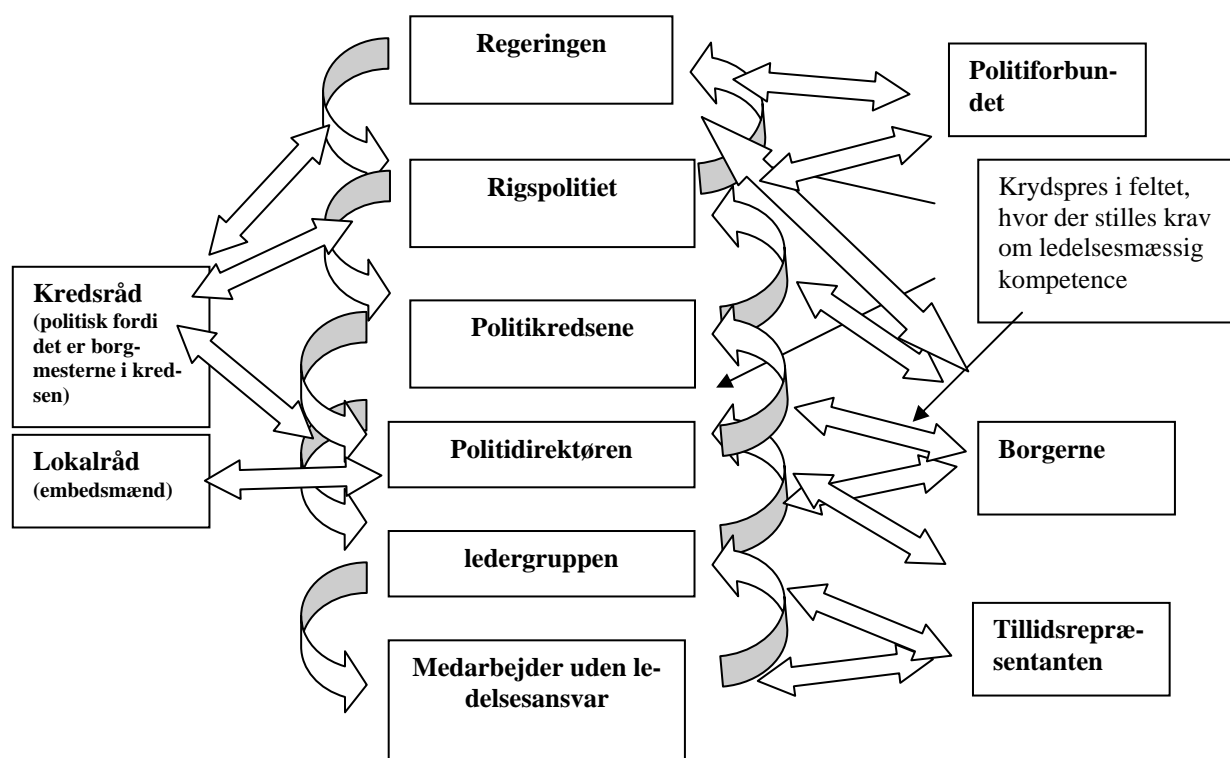 Regeringen
Politiforbun-
det
Rigspolitiet
Krydspres i feltet,
hvor der stilles krav
om ledelsesmæssig
kompetence
Kredsråd
(politisk fordi
det er borg-
mesterne i kred-
sen)
Politikredsene
Lokalråd
(embedsmænd)
Politidirektøren
Borgerne
ledergruppen
Tillidsrepræ-
sentanten
Medarbejder uden le-
delsesansvar